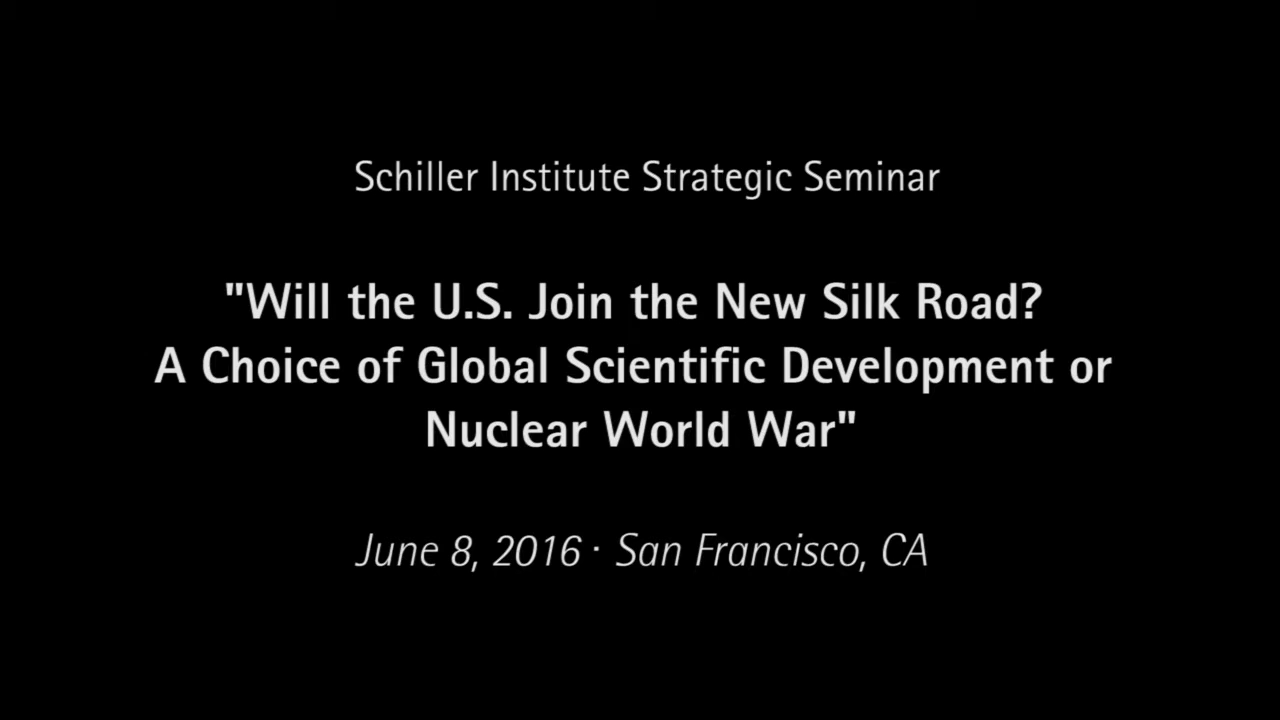 Schiller Institute Strategic Seminar
"Will the U.S. Join the New Silk Road?
A Choice of Global Scientific Development or
Nuclear World War"
June 8, 2016 · San Francisco, CA